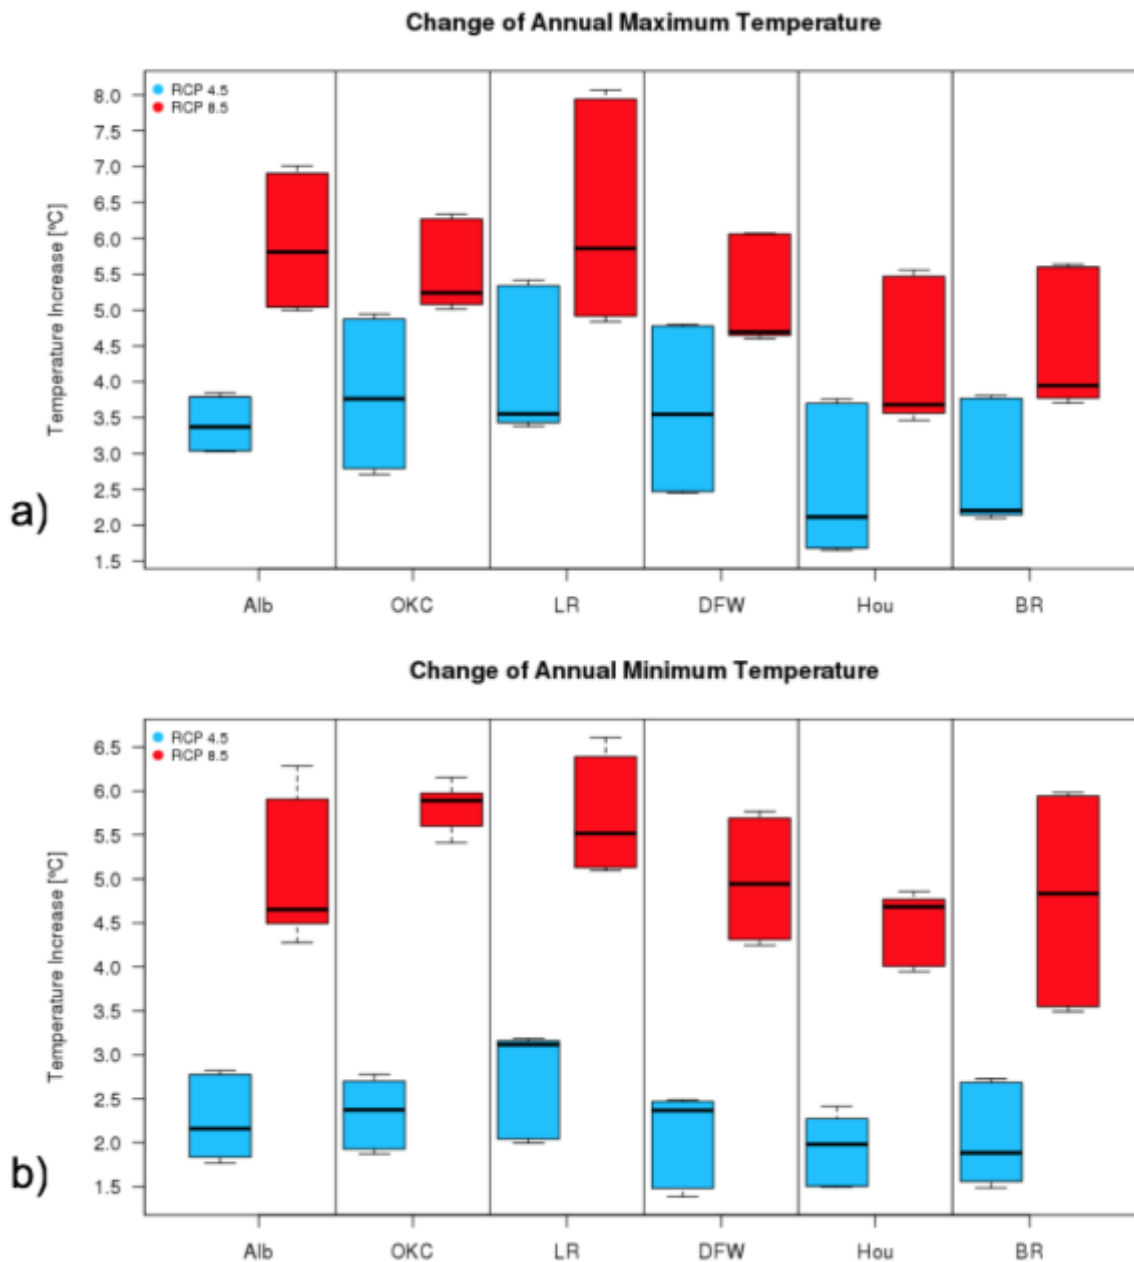 Change of Annual Maximum Temperature
RCP 4.5
RCP 8.5
8.0
7.5
7.0
6.5
6.0
5.5
5.0
4.5
4.0
3.5
3.0
2.5
2.0
1.5
Temperature Increase [ºC]
a)
Alb OKC LR DFW Hou BR
Change of Annual Minimum Temperature
RCP 4.5
RCP 8.5
6.5
6.0
5.5
5.0
4.5
4.0
3.5
3.0
2.5
2.0
1.5
Temperature Increase [ºC]
b)
Alb OKC LR DFW Hou BR